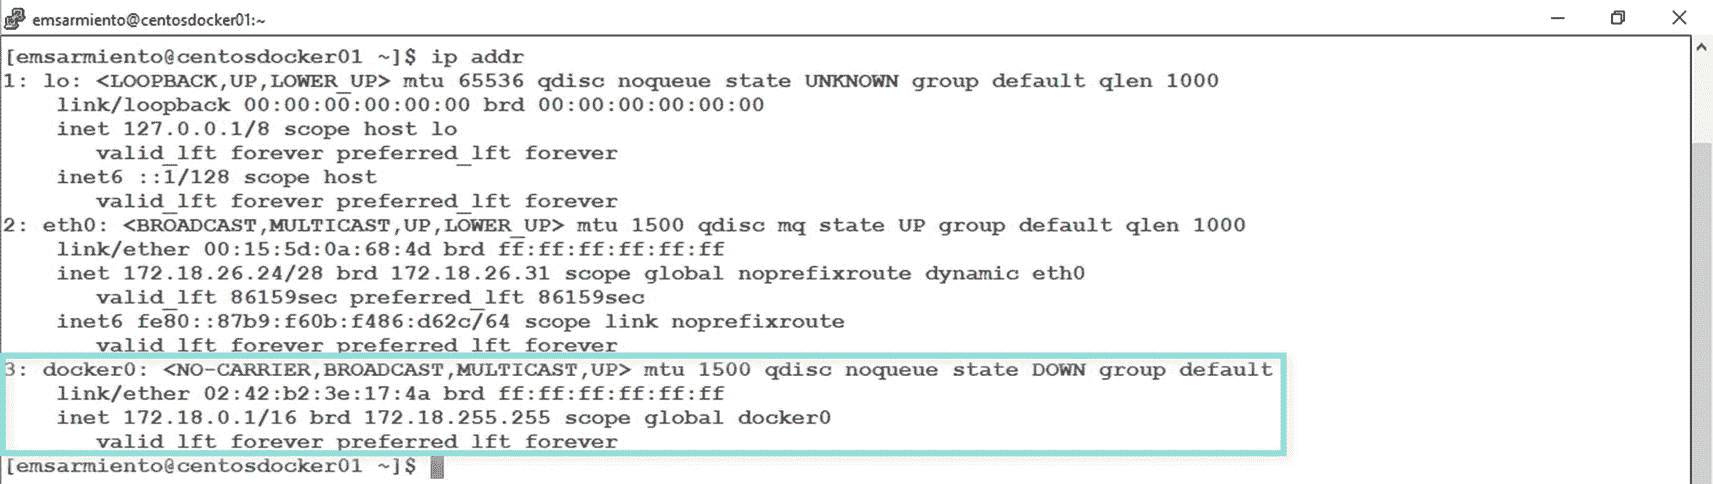 emsarmiento@centosdocker01:~
[emsarmiento@centosdocker01 ~]$ ip addr
1: lo: <LOOPBACK,UP,LOWER_UP> mtu 65536 qdisc noqueue state UNKNOWN group default qlen 1000
    link/loopback 00:00:00:00:00:00 brd 00:00:00:00:00:00
    inet 127.0.0.1/8 scope host lo
       valid_lft forever preferred_lft forever
    inet6 ::1/128 scope host
       valid_lft forever preferred_lft forever
2: eth0: <BROADCAST,MULTICAST,UP,LOWER_UP> mtu 1500 qdisc mq state UP group default qlen 1000
    link/ether 00:15:5d:0a:68:4d brd ff:ff:ff:ff:ff:ff
    inet 172.18.26.24/28 brd 172.18.26.31 scope global noprefixroute dynamic eth0
       valid_lft 86159sec preferred_lft 86159sec
    inet6 fe80::87b9:f60b:f486:d62c/64 scope link noprefixroute
       valid_lft forever preferred_lft forever
3: docker0: <NO-CARRIER,BROADCAST,MULTICAST,UP> mtu 1500 qdisc noqueue state DOWN group default
    link/ether 02:42:b2:3e:17:4a brd ff:ff:ff:ff:ff:ff
    inet 172.18.0.1/16 brd 172.18.255.255 scope global docker0
       valid_lft forever preferred_lft forever
[emsarmiento@centosdocker01 ~]$